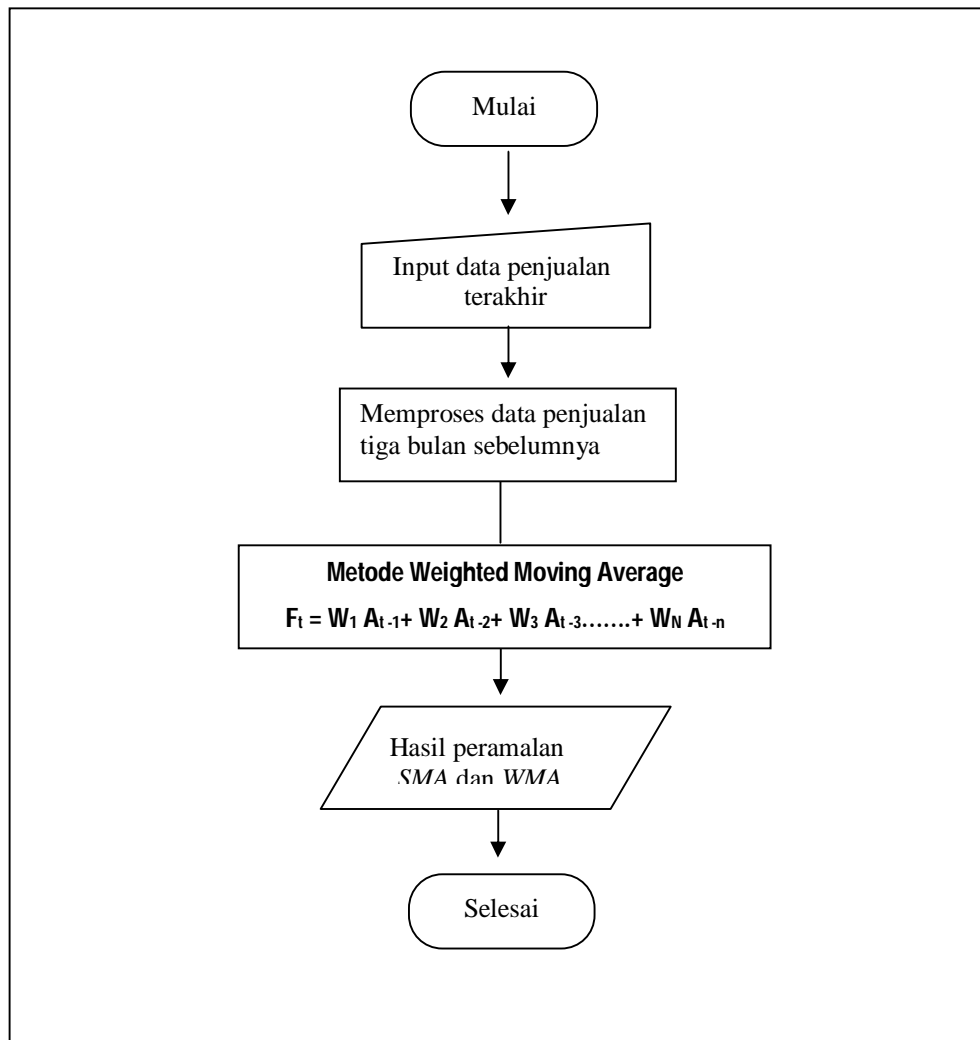 Mulai
Input data penjualan
terakhir
Memproses data penjualan
tiga bulan sebelumnya
Metode Weighted Moving Average
Fₜ = W₁ Aₜ₋₁+ W₂ Aₜ₋₂+ W₃ Aₜ₋₃.......+ W_N Aₜ₋ₙ
Hasil peramalan
SMA dan WMA
Selesai